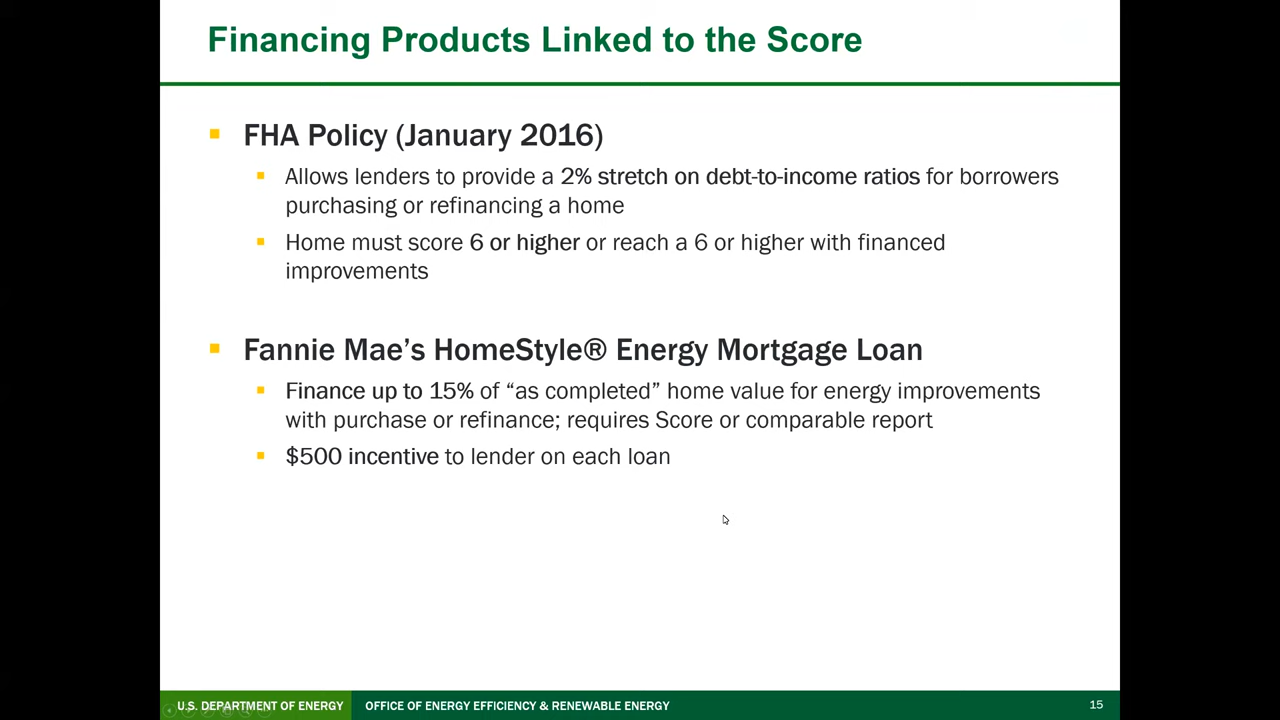 Financing Products Linked to the Score
FHA Policy (January 2016)
Allows lenders to provide a 2% stretch on debt-to-income ratios for borrowers
purchasing or refinancing a home
Home must score 6 or higher or reach a 6 or higher with financed
improvements
Fannie Mae’s HomeStyle® Energy Mortgage Loan
Finance up to 15% of “as completed” home value for energy improvements
with purchase or refinance; requires Score or comparable report
$500 incentive to lender on each loan
U.S. DEPARTMENT OF ENERGY OFFICE OF ENERGY EFFICIENCY & RENEWABLE ENERGY 15